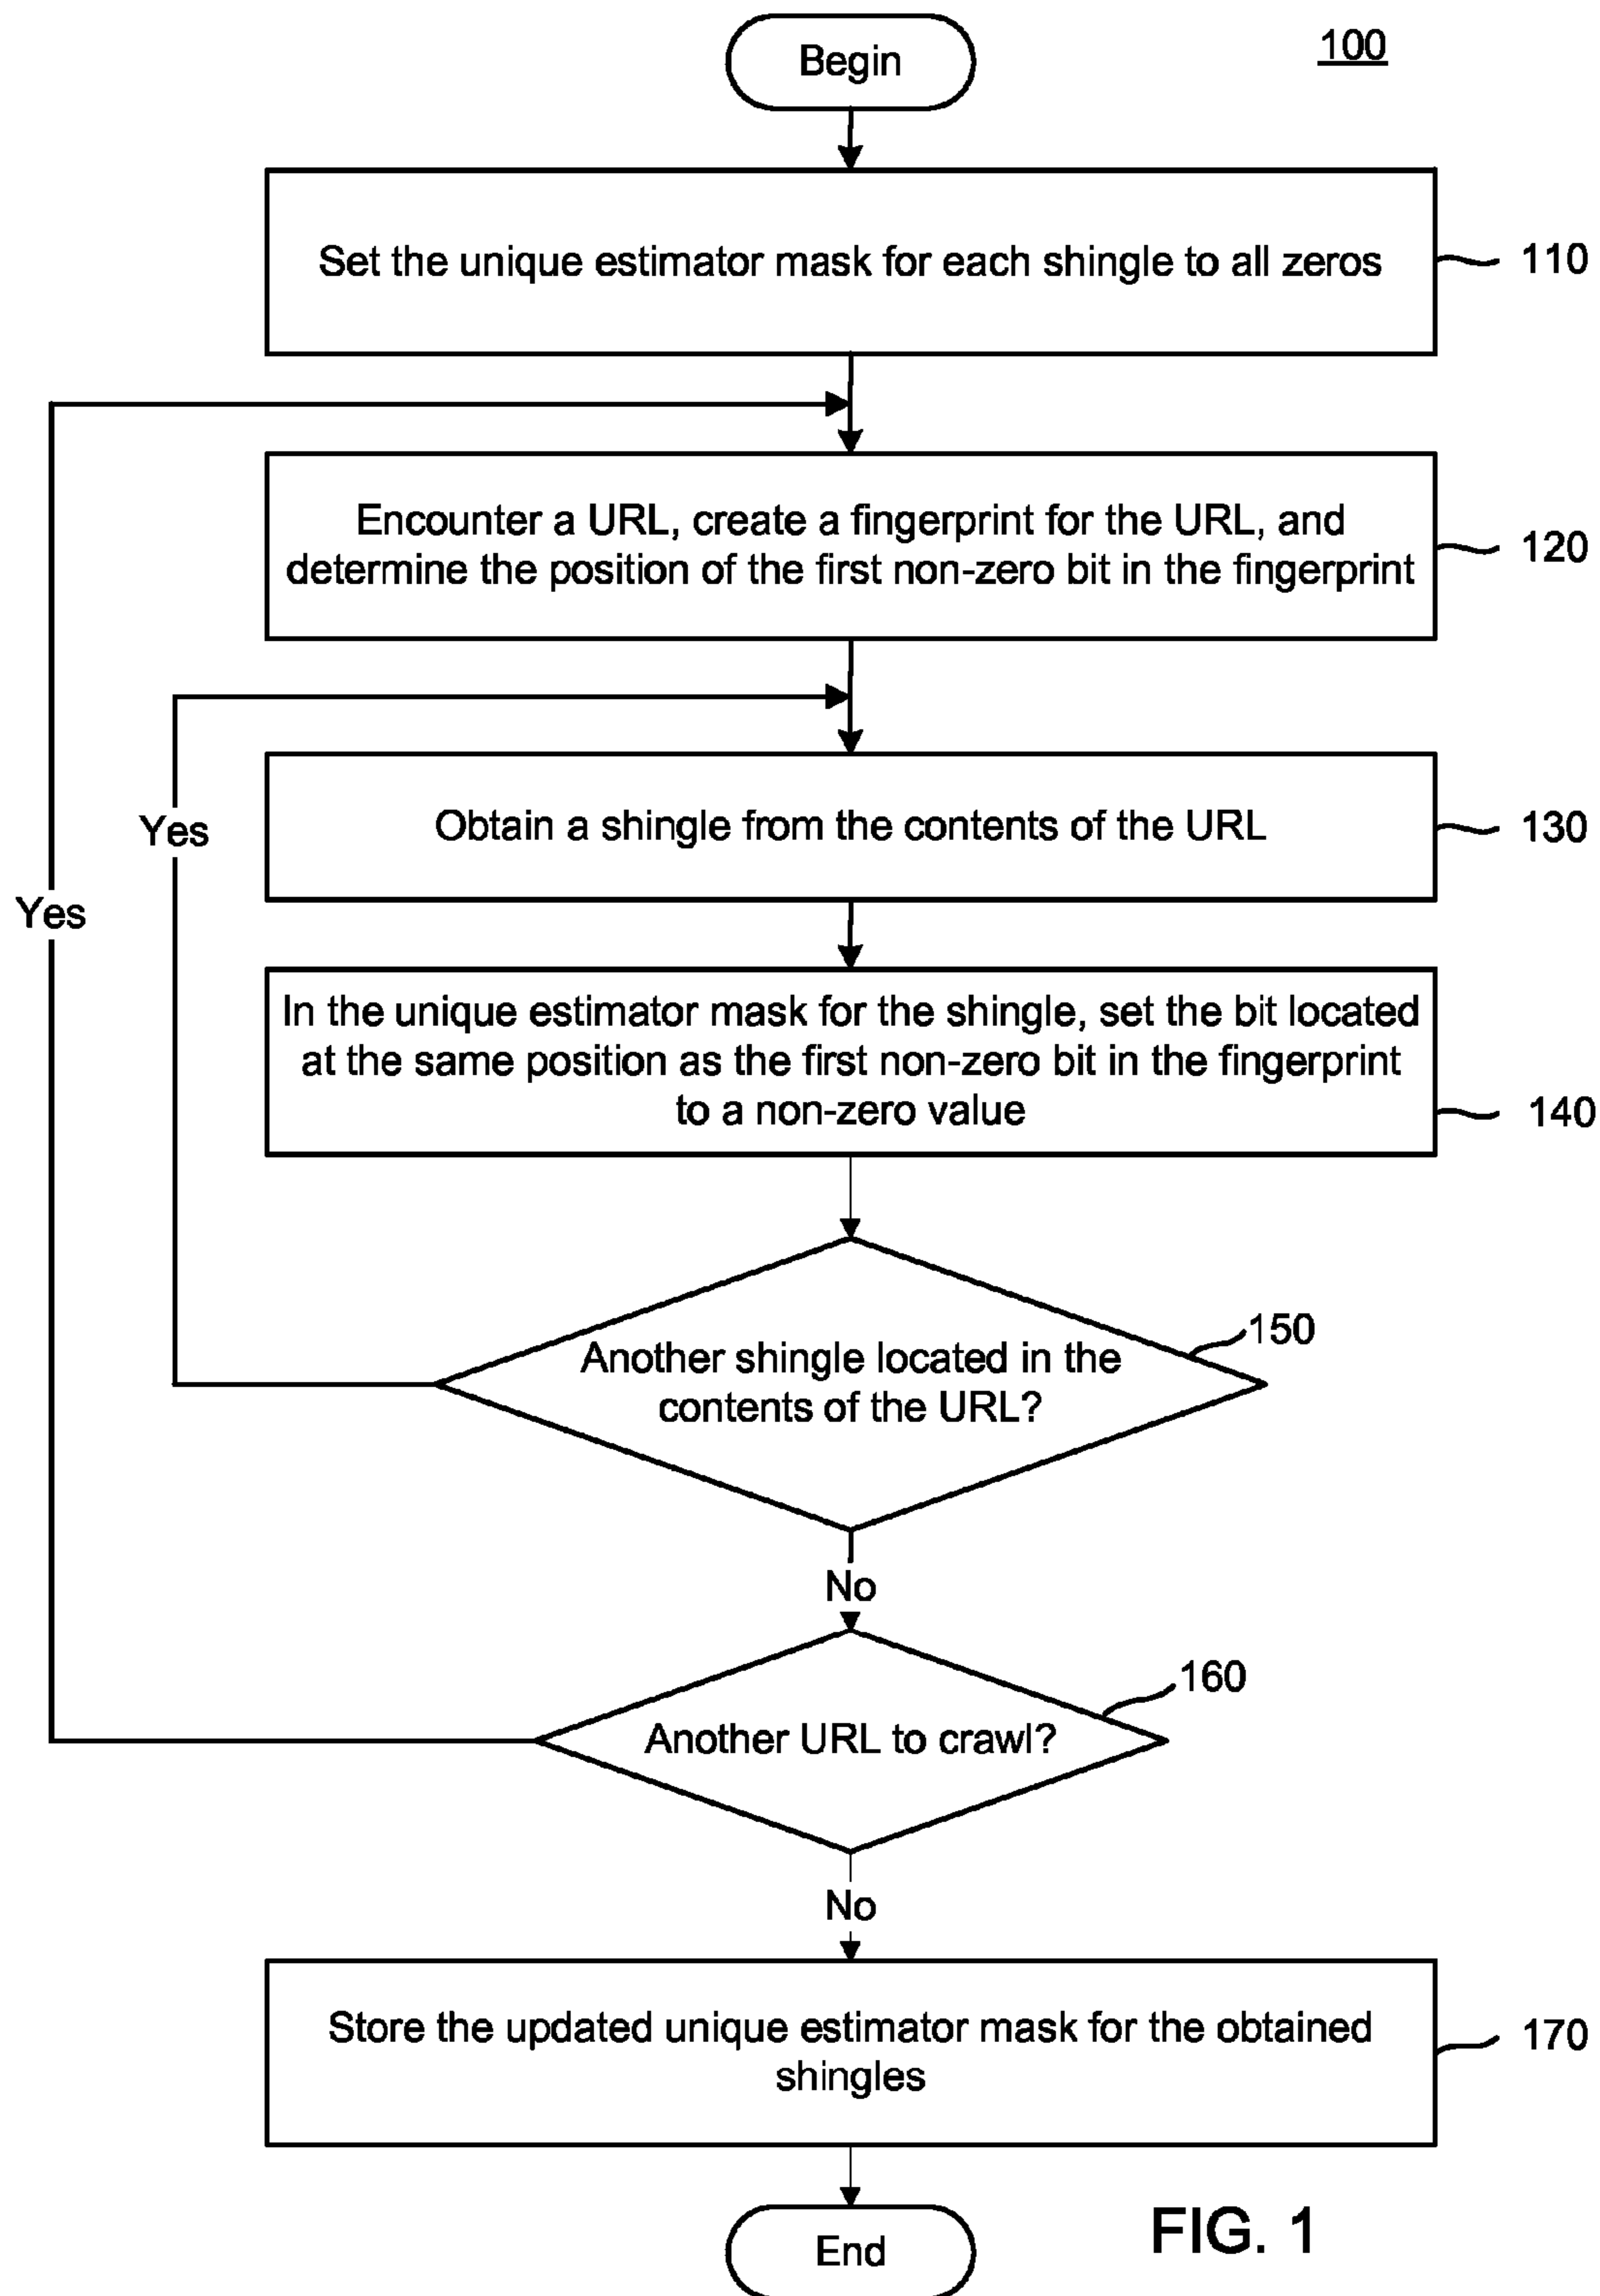 Begin
100
Set the unique estimator mask for each shingle to all zeros
110
Encounter a URL, create a fingerprint for the URL, and
determine the position of the first non-zero bit in the fingerprint
120
Obtain a shingle from the contents of the URL
130
Yes
Yes
In the unique estimator mask for the shingle, set the bit located
at the same position as the first non-zero bit in the fingerprint
to a non-zero value
140
Another shingle located in the
contents of the URL?
150
No
Another URL to crawl?
160
No
Store the updated unique estimator mask for the obtained
shingles
170
End
FIG. 1